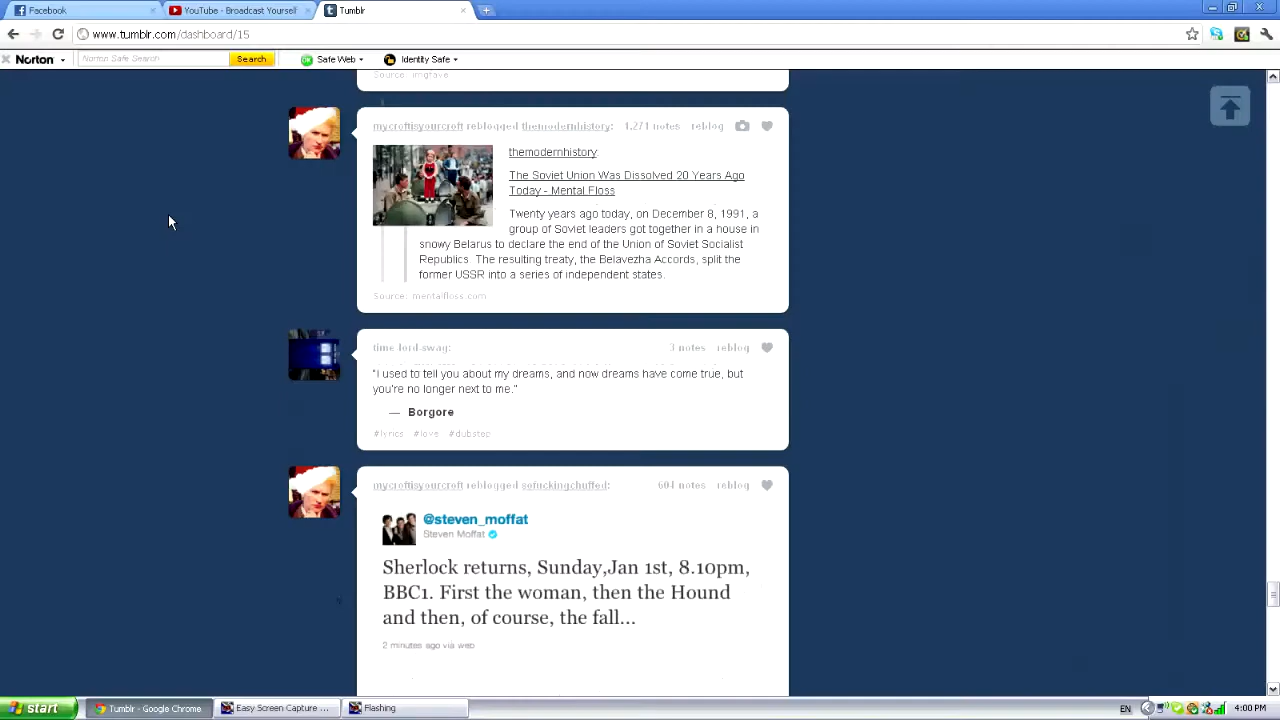 Facebook
YouTube - Broadcast Yourself
Tumblr
www.tumblr.com/dashboard/15
Norton
Norton Safe Search
Search
Safe Web
Identity Safe
Source: imgfave
mycroftisyourcroft reblogged themodernhistory: 1,271 notes reblog
themodernhistory
The Soviet Union Was Dissolved 20 Years Ago
Today - Mental Floss
Twenty years ago today, on December 8, 1991, a
group of Soviet leaders got together in a house in
snowy Belarus to declare the end of the Union of Soviet Socialist
Republics. The resulting treaty, the Belavezha Accords, split the
former USSR into a series of independent states.
Source: mentalfloss.com
time-lord-swag: 3 notes reblog
"I used to tell you about my dreams, and now dreams have come true, but
you're no longer next to me."
— Borgore
#lyrics #love #dubstep
mycroftisyourcroft reblogged sofuckingchuffed: 604 notes reblog
@steven_moffat
Steven Moffat
Sherlock returns, Sunday,Jan 1st, 8.10pm,
BBC1. First the woman, then the Hound
and then, of course, the fall...
2 minutes ago via web
start
Tumblr - Google Chrome
Easy Screen Capture ...
Flashing
EN
4:00 PM